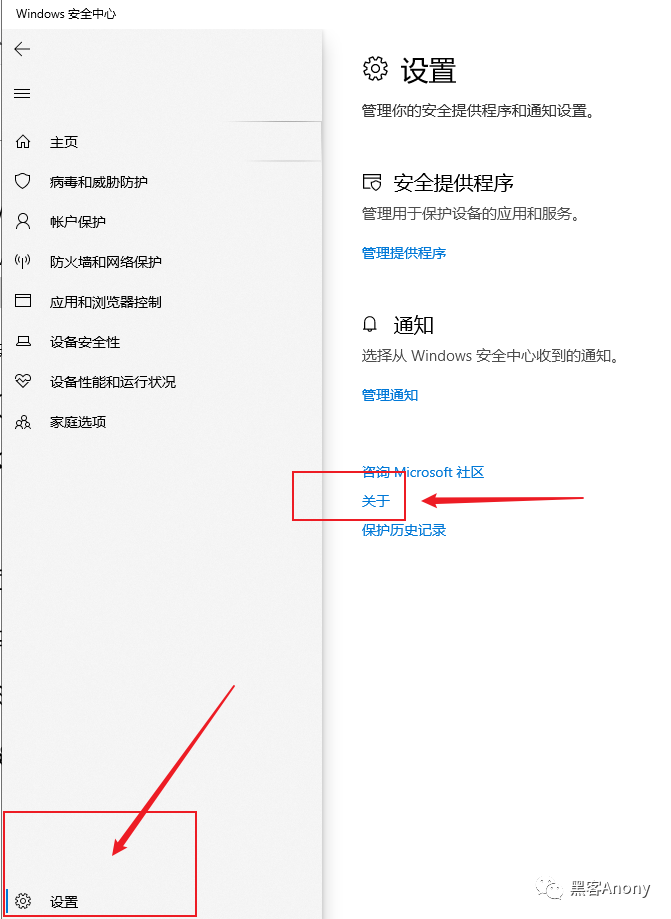 Windows 安全中心
主页
病毒和威胁防护
帐户保护
防火墙和网络保护
应用和浏览器控制
设备安全性
设备性能和运行状况
家庭选项
设置
设置
管理你的安全提供程序和通知设置。
安全提供程序
管理用于保护设备的应用和服务。
管理提供程序
通知
选择从 Windows 安全中心收到的通知。
管理通知
咨询 Microsoft 社区
关于
保护历史记录
黑客Anony